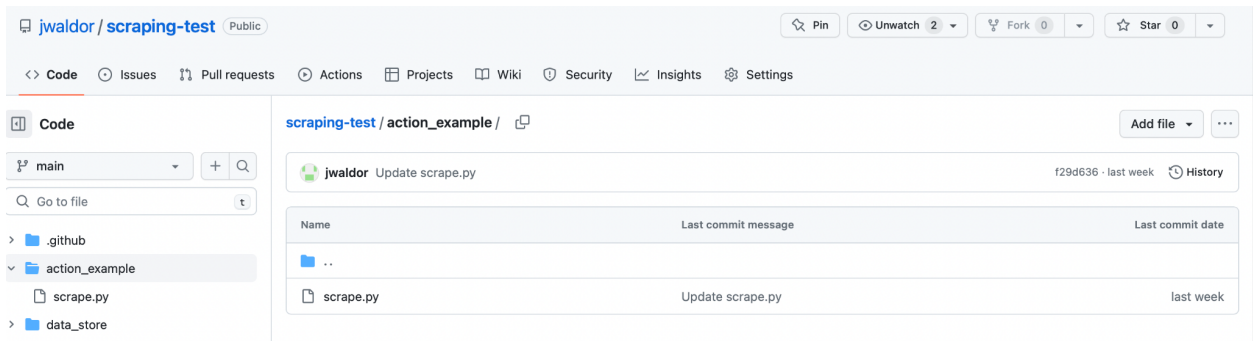 jwaldor / scraping-test Public Pin Unwatch 2 Fork 0 Star 0
Code Issues Pull requests Actions Projects Wiki Security Insights Settings
Code
main
Go to file t
.github
action_example
scrape.py
data_store
scraping-test / action_example / Add file ...
jwaldor Update scrape.py f29d636 · last week History
Name Last commit message Last commit date
..
scrape.py Update scrape.py last week